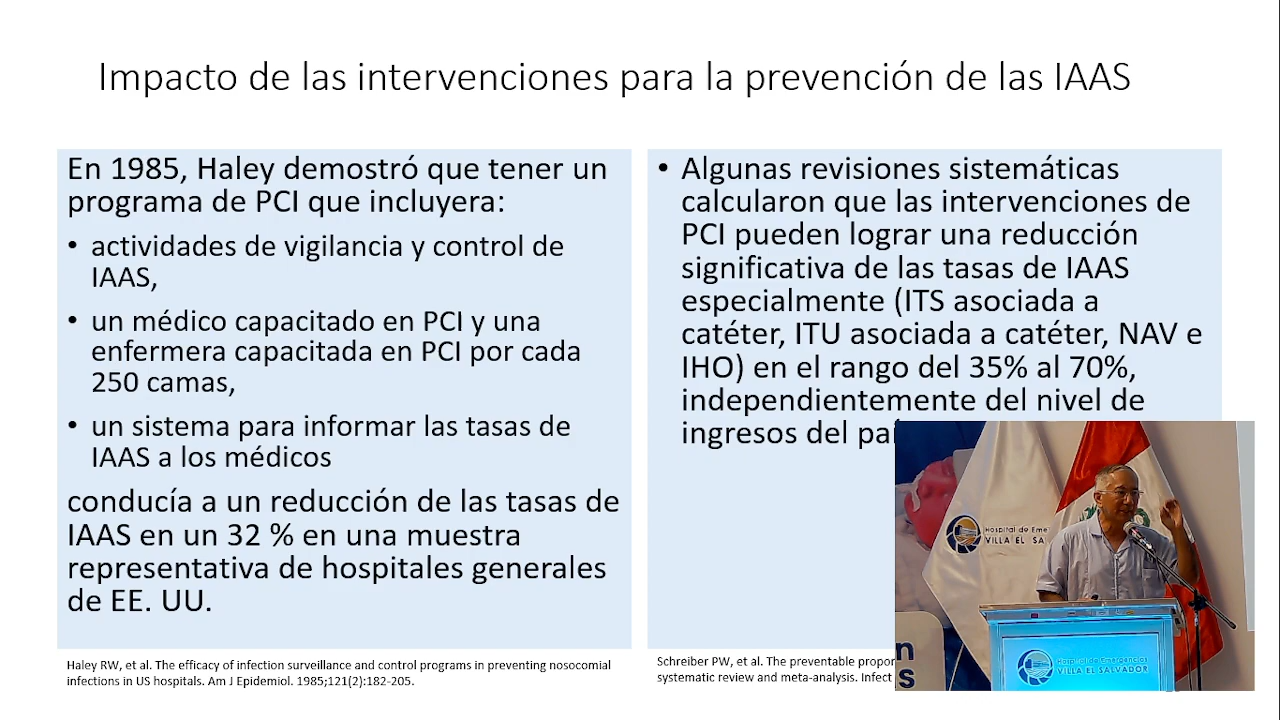 Impacto de las intervenciones para la prevención de las IAAS
En 1985, Haley demostró que tener un
programa de PCI que incluyera:
• actividades de vigilancia y control de
IAAS,
• un médico capacitado en PCI y una
enfermera capacitada en PCI por cada
250 camas,
• un sistema para informar las tasas de
IAAS a los médicos
conducía a un reducción de las tasas de
IAAS en un 32 % en una muestra
representativa de hospitales generales
de EE. UU.
Haley RW, et al. The efficacy of infection surveillance and control programs in preventing nosocomial
infections in US hospitals. Am J Epidemiol. 1985;121(2):182-205.
• Algunas revisiones sistemáticas
calcularon que las intervenciones de
PCI pueden lograr una reducción
significativa de las tasas de IAAS
especialmente (ITS asociada a
catéter, ITU asociada a catéter, NAV e
IHO) en el rango del 35% al 70%,
independientemente del nivel de
ingresos del paí
Schreiber PW, et al. The preventable propor
systematic review and meta-analysis. Infect
Hospital de Eme
VILLA EL SA
Hospital de Emergencias
VILLA EL SALVADOR
n
s